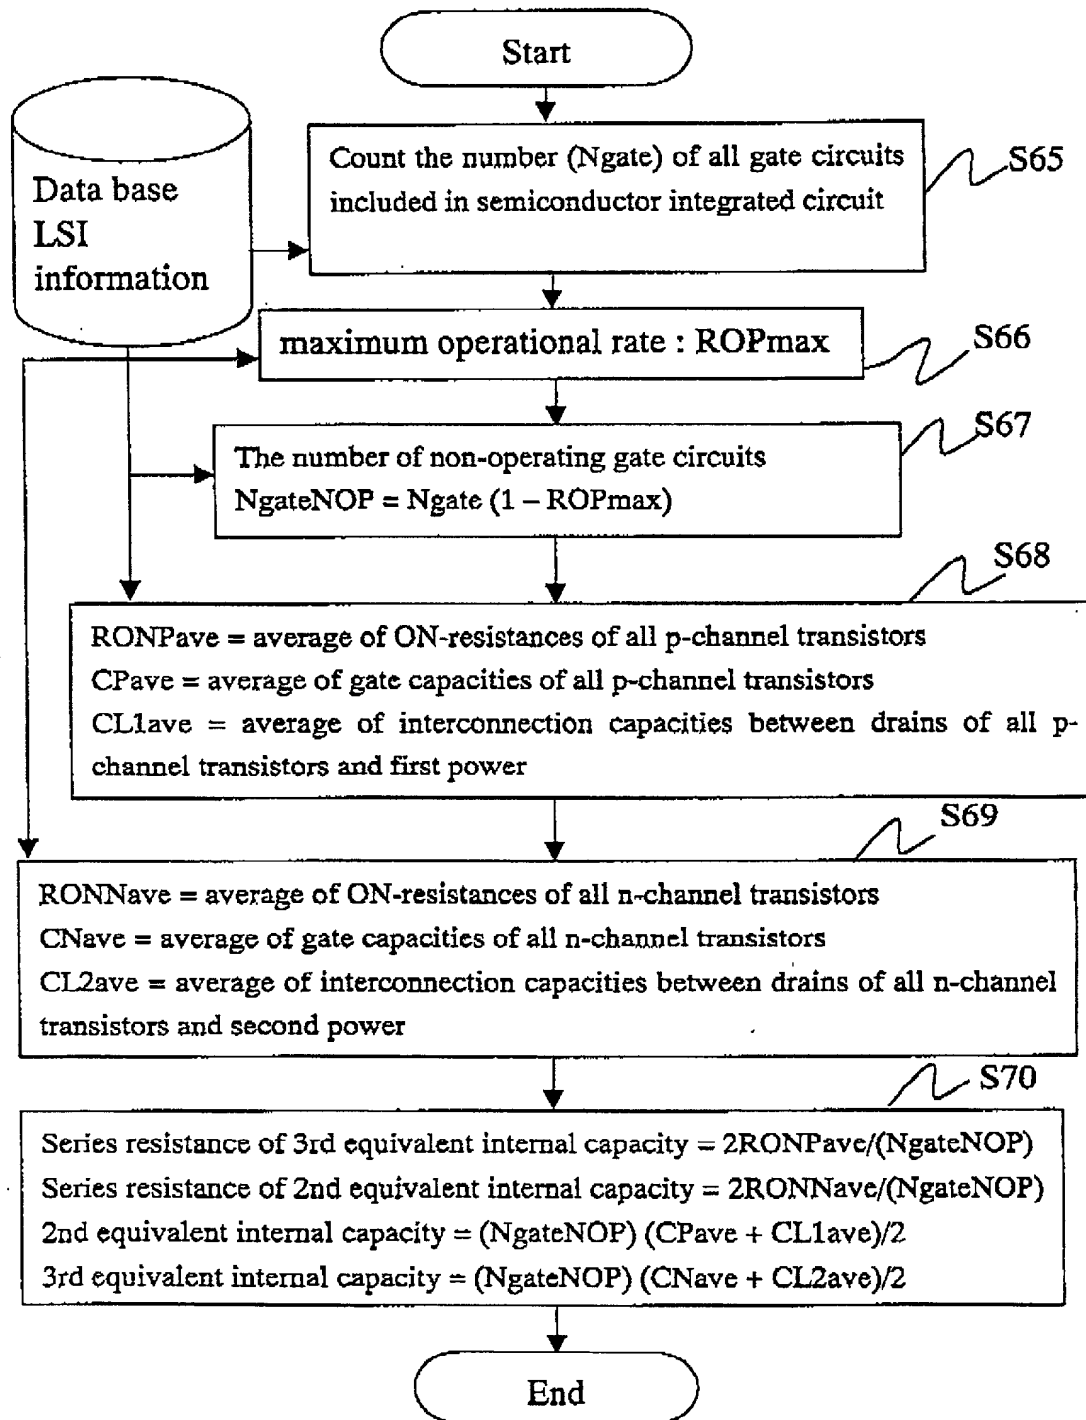 Start
Data base
LSI
information
Count the number (Ngate) of all gate circuits
included in semiconductor integrated circuit
S65
maximum operational rate : ROPmax
S66
The number of non-operating gate circuits
NgateNOP = Ngate (1 – ROPmax)
S67
S68
RONPave = average of ON-resistances of all p-channel transistors
CPave = average of gate capacities of all p-channel transistors
CL1ave = average of interconnection capacities between drains of all p-
channel transistors and first power
S69
RONNave = average of ON-resistances of all n-channel transistors
CNave = average of gate capacities of all n-channel transistors
CL2ave = average of interconnection capacities between drains of all n-channel
transistors and second power
S70
Series resistance of 3rd equivalent internal capacity = 2RONPave/(NgateNOP)
Series resistance of 2nd equivalent internal capacity = 2RONNave/(NgateNOP)
2nd equivalent internal capacity = (NgateNOP) (CPave + CL1ave)/2
3rd equivalent internal capacity = (NgateNOP) (CNave + CL2ave)/2
End